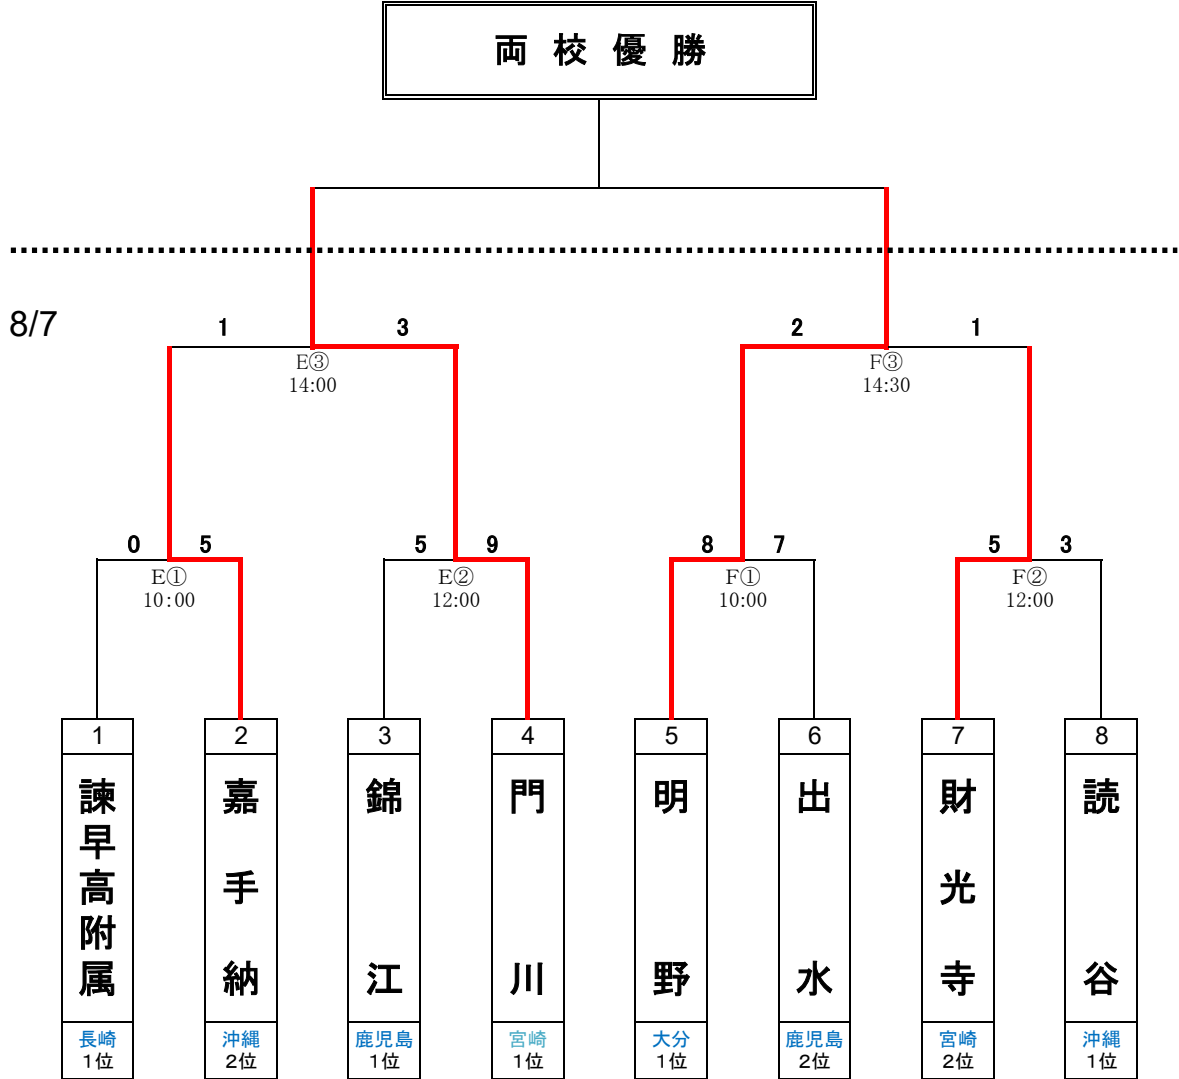 両校優勝
8/7
1 3 2 1
E③ F③
14:00 14:30
0 5 5 9 8 7 5 3
E① E② F① F②
10:00 12:00 10:00 12:00
1 2 3 4 5 6 7 8
諫早高附属
嘉手納
錦江
門川
明野
出水
財光寺
読谷
長崎 沖縄 鹿児島 宮崎 大分 鹿児島 宮崎 沖縄
1位 2位 1位 1位 1位 2位 2位 1位